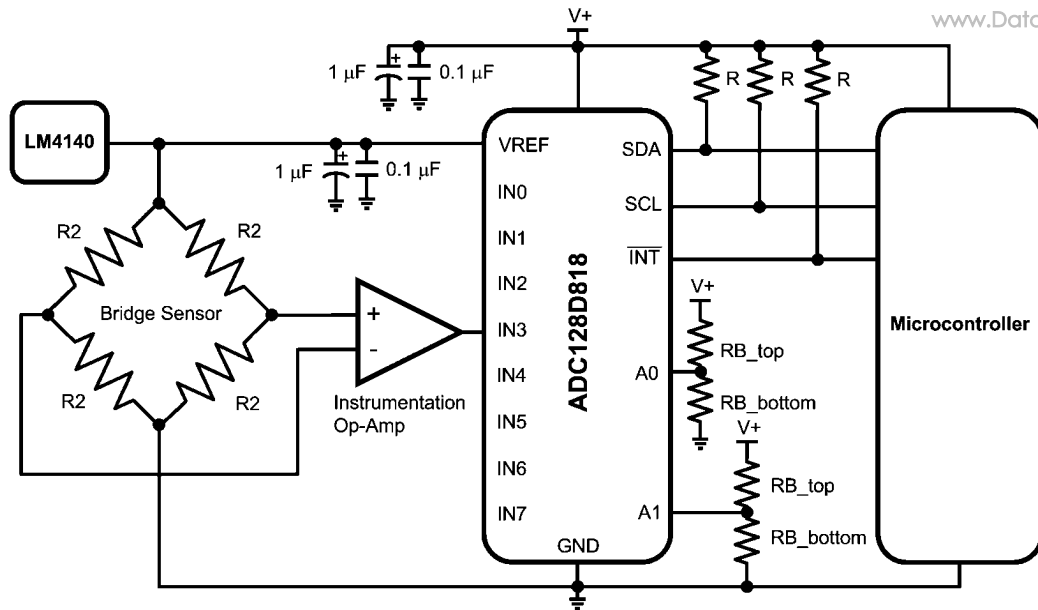 V+
www.Datc
1 µF
+
0.1 µF
R
R
R
LM4140
1 µF
+
0.1 µF
VREF
SDA
IN0
R2
R2
SCL
IN1
INT
IN2
V+
Bridge Sensor
+
IN3
Microcontroller
-
RB_top
ADC128D818
IN4
A0
R2
R2
Instrumentation
Op-Amp
RB_bottom
IN5
V+
IN6
RB_top
IN7
A1
RB_bottom
GND